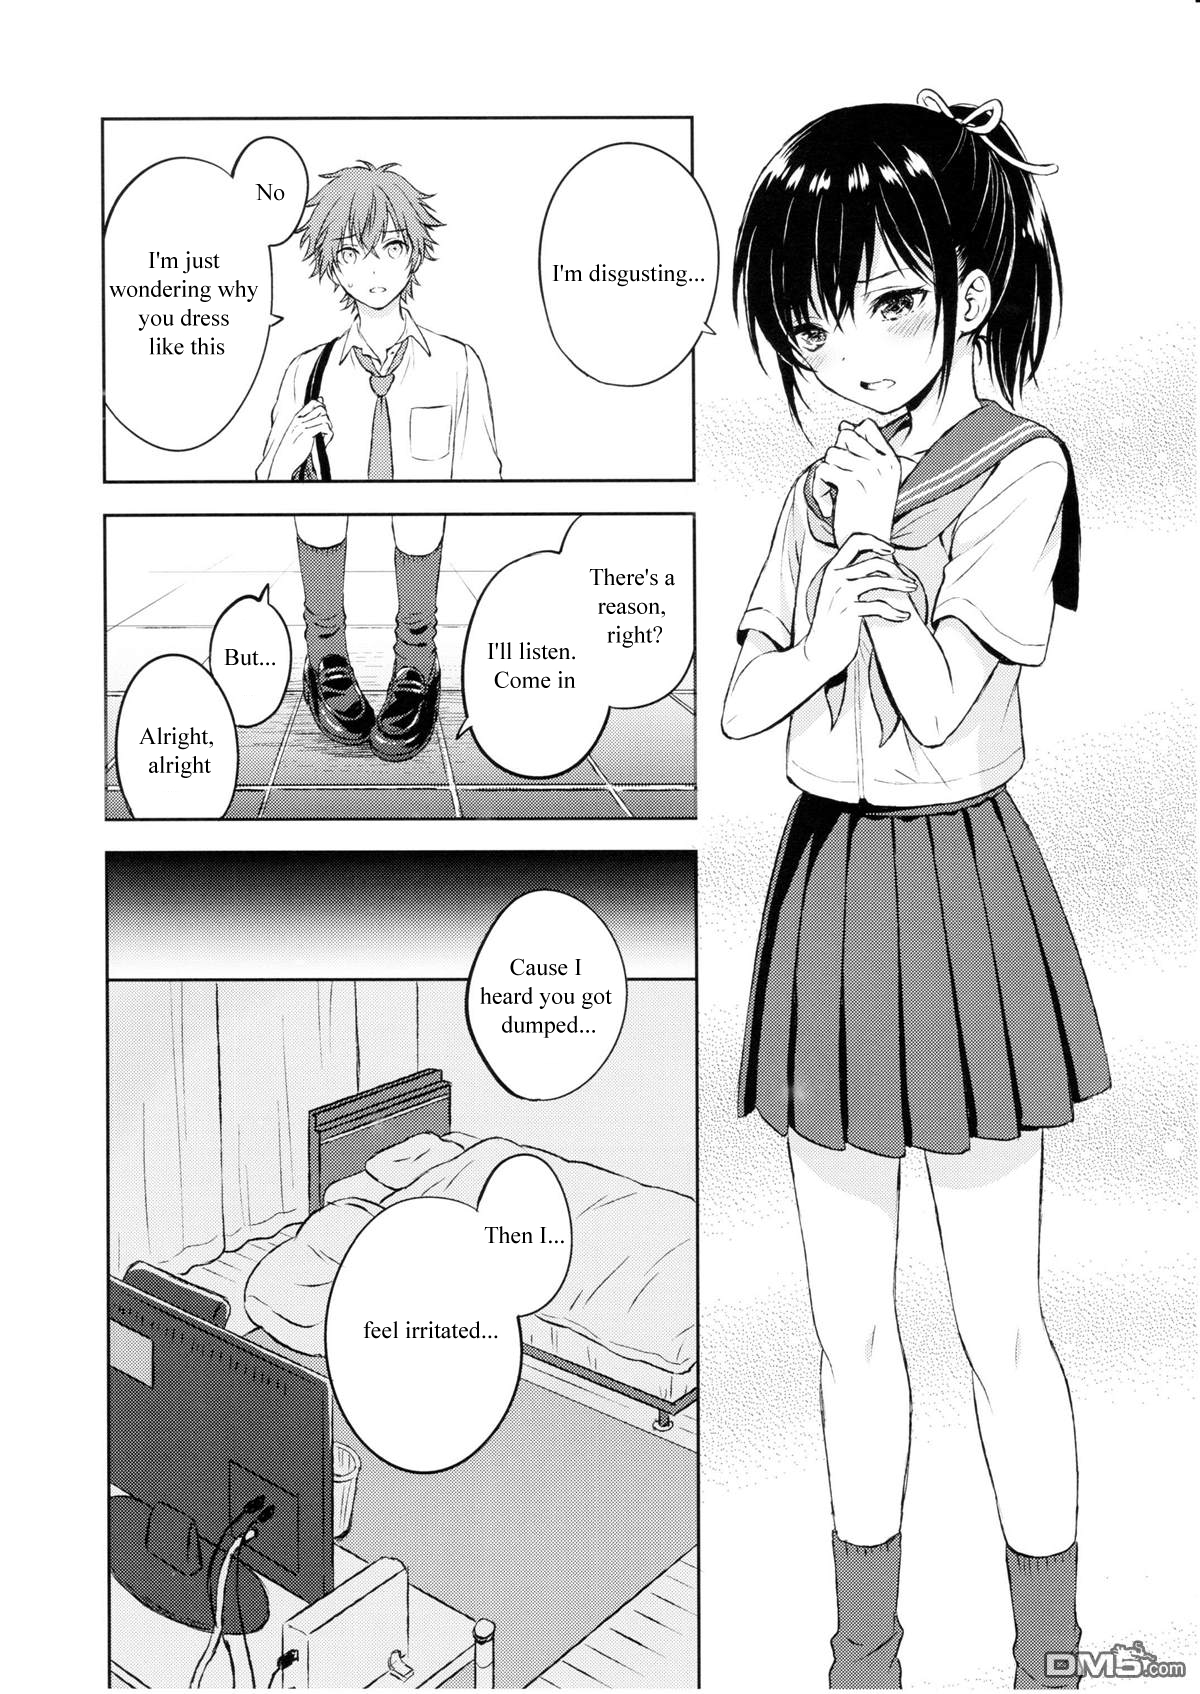 I'm disgusting...
No
I'm just
wondering why
you dress
like this
There's a
reason,
right?
I'll listen.
Come in
But...
Alright,
alright
Cause I
heard you got
dumped...
Then I...
feel irritated...
DM5.com